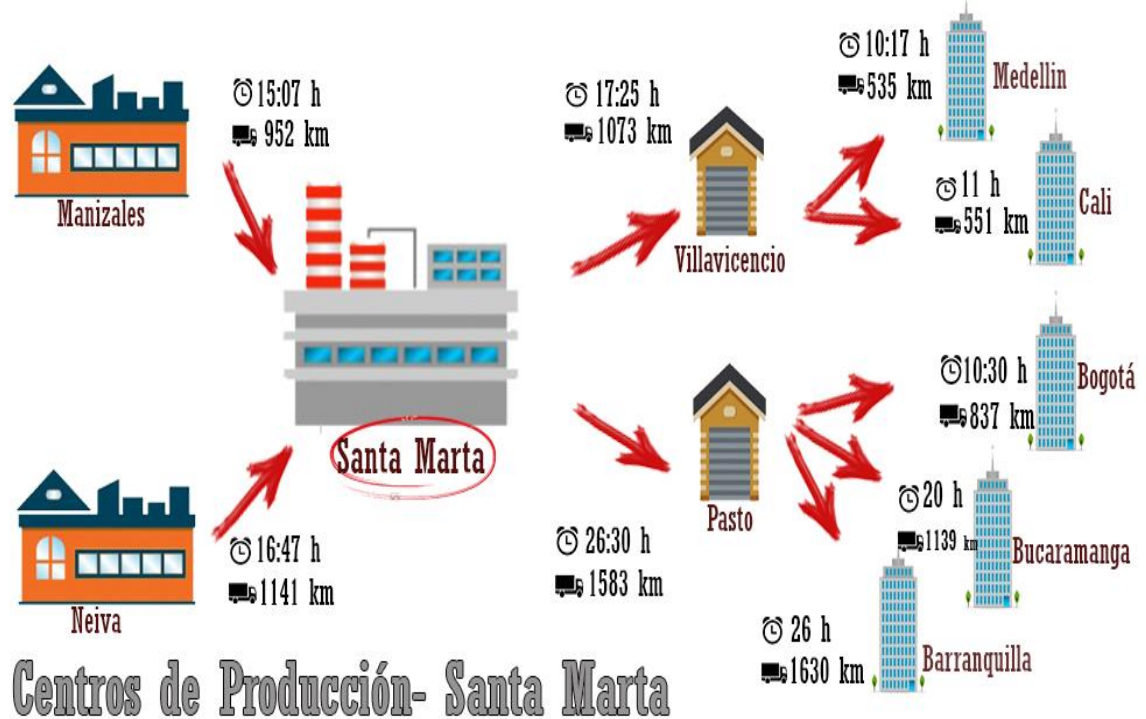 15:07 h
952 km
Manizales
17:25 h
1073 km
Villavicencio
10:17 h
535 km
Medellin
11 h
551 km
Cali
Santa Marta
10:30 h
837 km
Bogotá
Pasto
20 h
1139 km
Bucaramanga
16:47 h
1141 km
Neiva
26:30 h
1583 km
26 h
1630 km
Barranquilla
Centros de Producción- Santa Marta